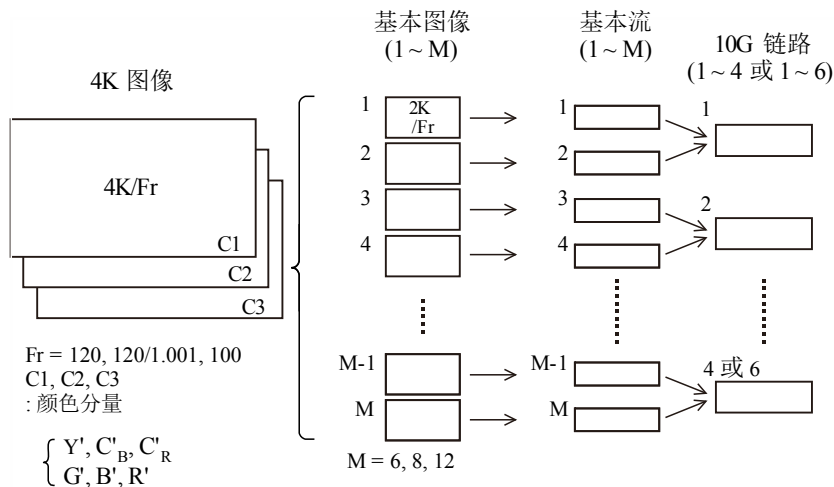 基本图像
(1 ~ M)
基本流
(1 ~ M)
10G 链路
(1 ~ 4 或 1 ~ 6)
4K 图像
4K/Fr
C1
C2
C3
1
2K
/Fr
2
3
4
M-1
M
1
2
3
4
M-1
M
1
2
4 或 6
Fr = 120, 120/1.001, 100
C1, C2, C3
: 颜色分量
Y', C'B, C'R
G', B', R'
M = 6, 8, 12